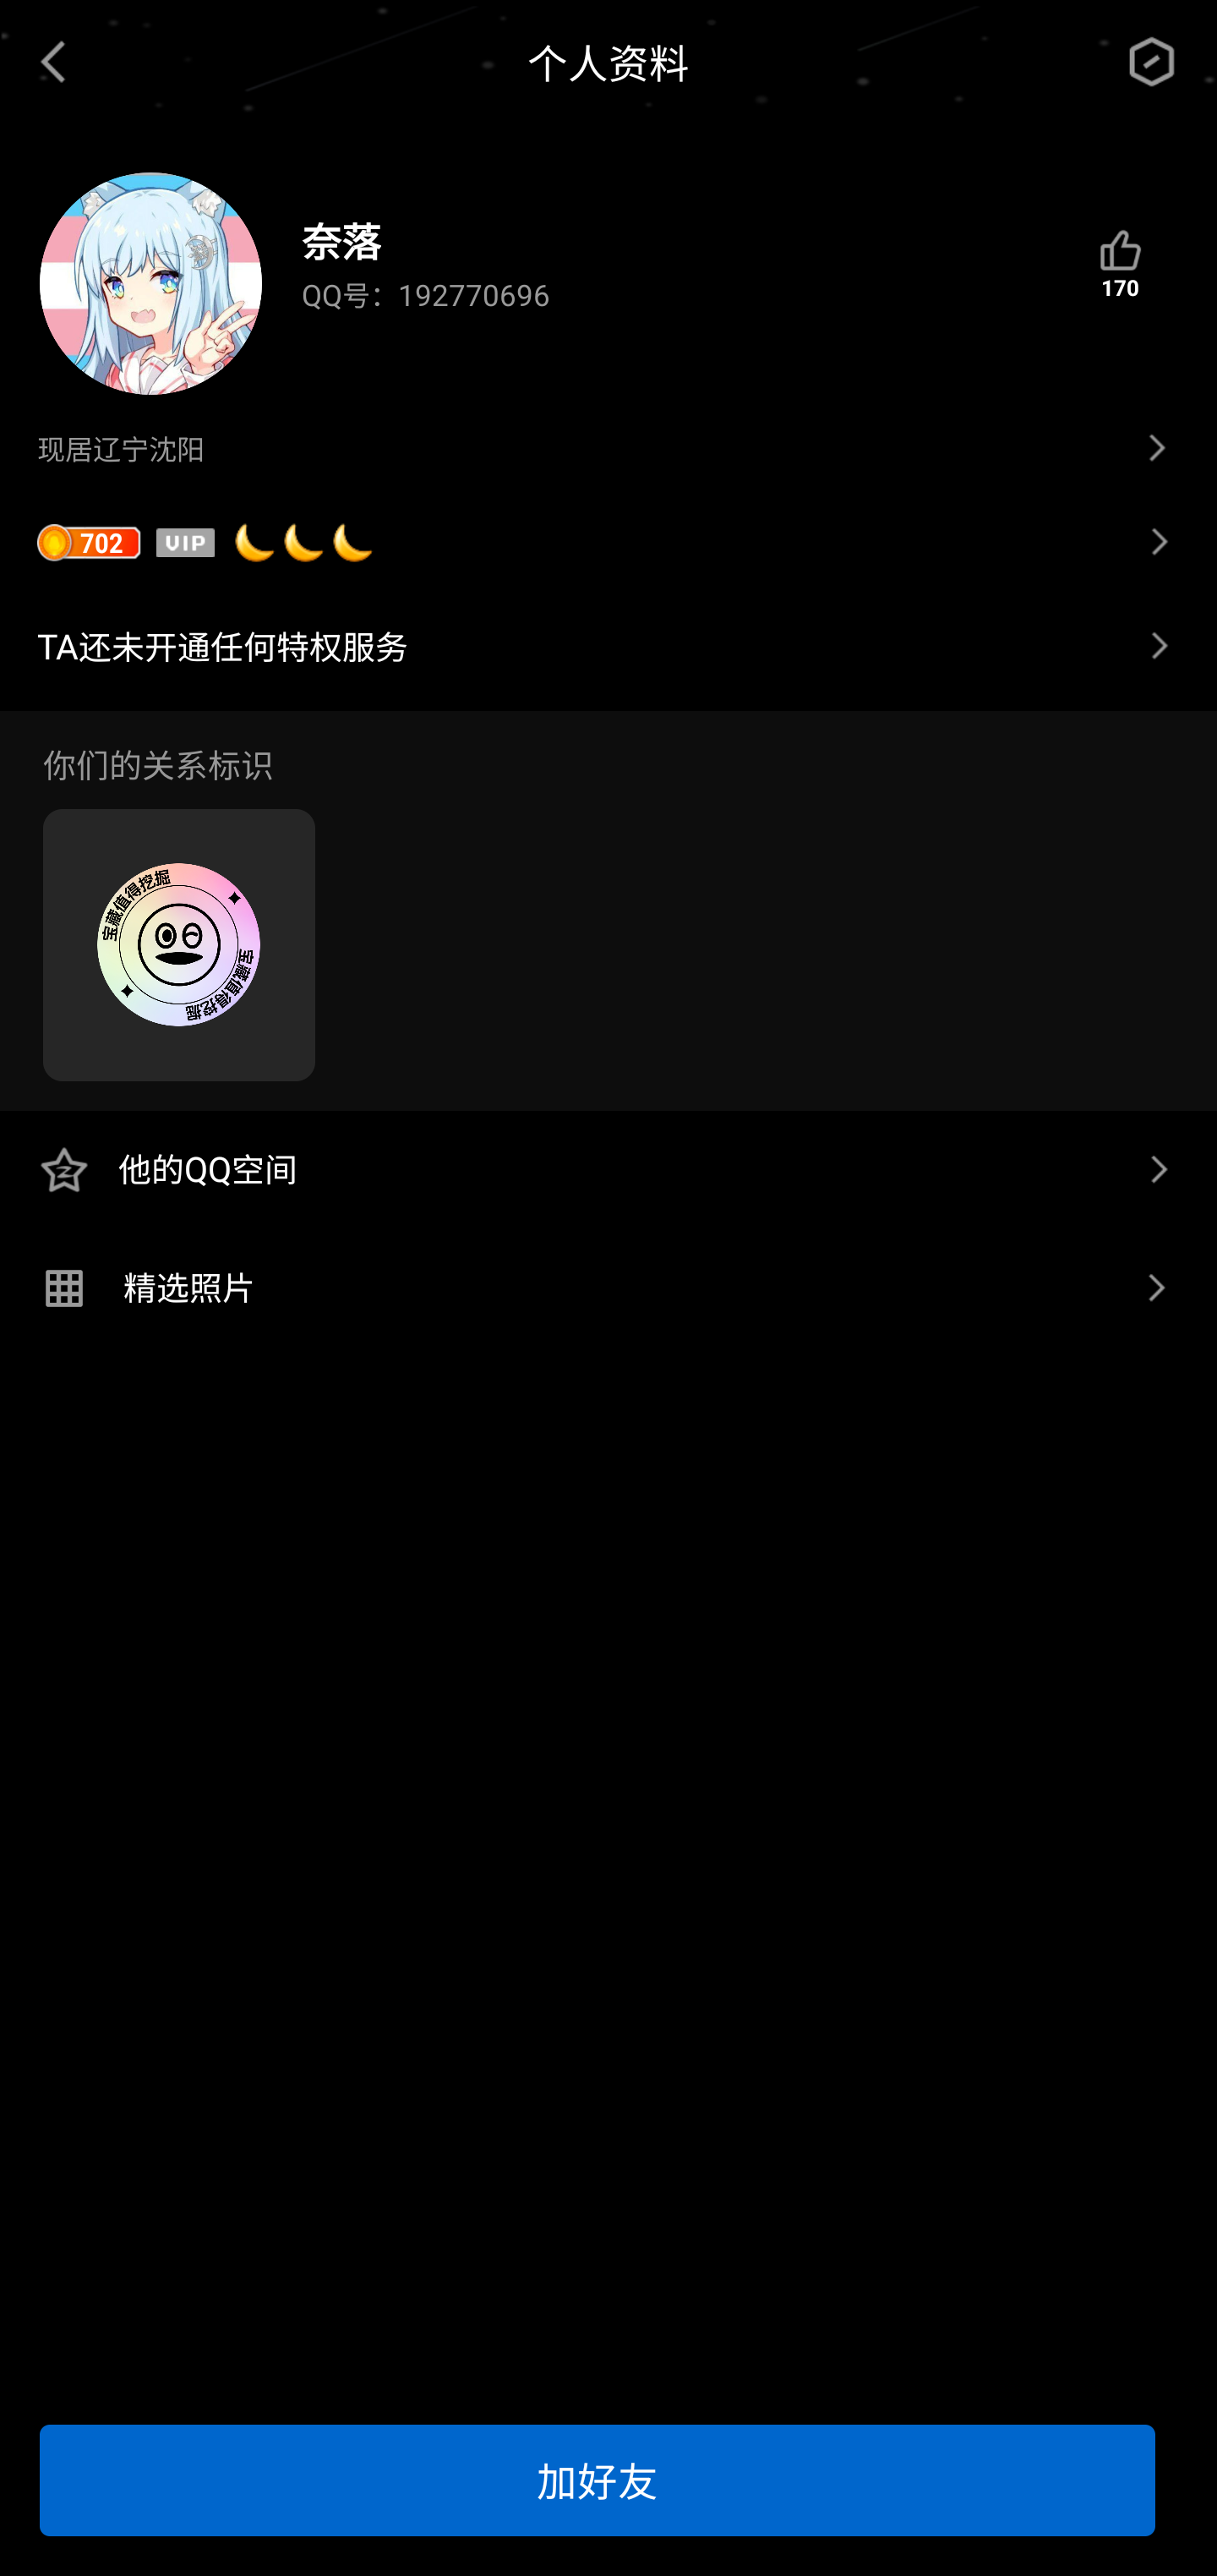 个人资料
奈落
QQ号：192770696
170
现居辽宁沈阳
702 VIP
TA还未开通任何特权服务
你们的关系标识
宝藏值得挖掘
宝藏值得挖掘
他的QQ空间
精选照片
加好友